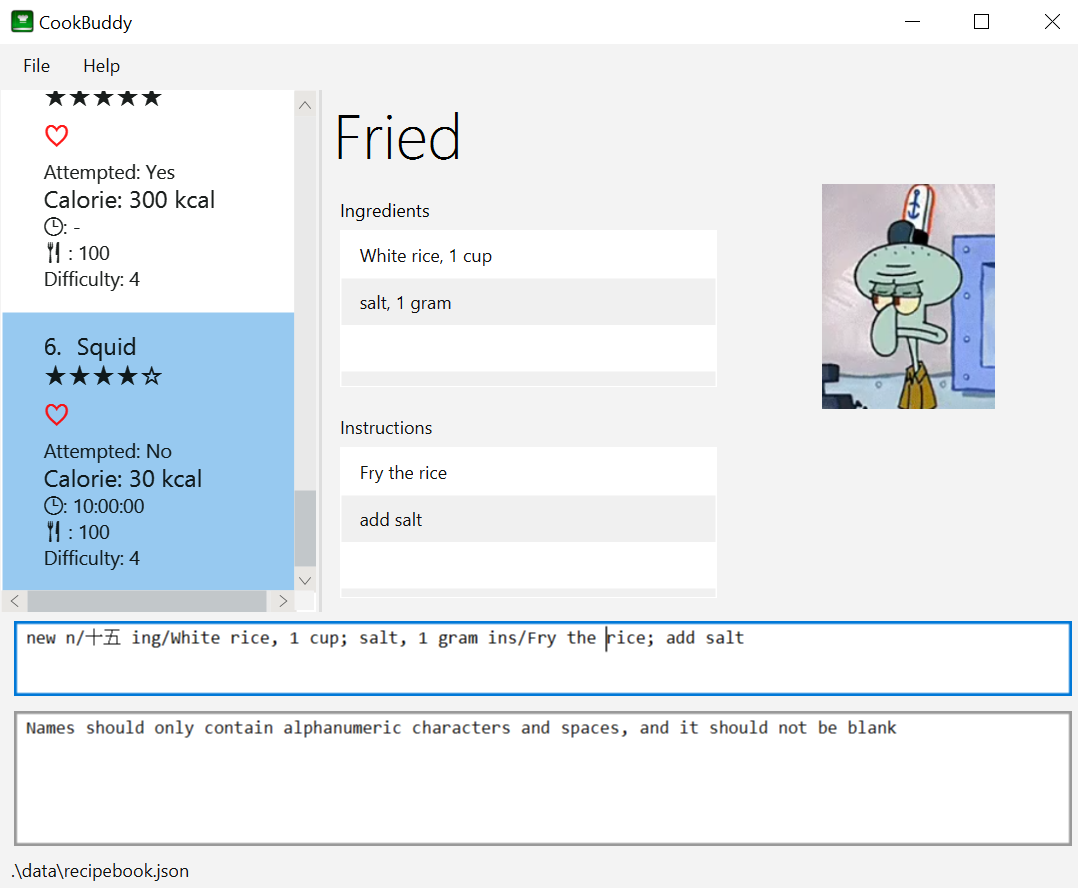 CookBuddy
File Help
★★★★★
♡
Attempted: Yes
Calorie: 300 kcal
: -
: 100
Difficulty: 4
6. Squid
★★★★☆
♡
Attempted: No
Calorie: 30 kcal
: 10:00:00
: 100
Difficulty: 4
Fried
Ingredients
White rice, 1 cup
salt, 1 gram
Instructions
Fry the rice
add salt
new n/十五 ing/White rice, 1 cup; salt, 1 gram ins/Fry the rice; add salt
Names should only contain alphanumeric characters and spaces, and it should not be blank
.\data\recipebook.json